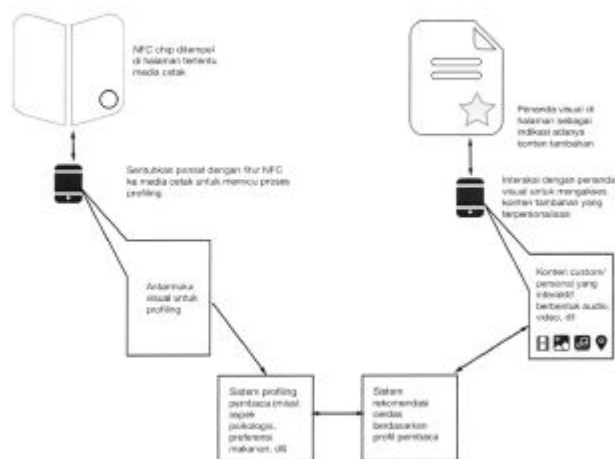 NFC chip ditempel
di halaman tertentu
media cetak
Sentuhkan ponsel dengan fitur NFC
ke media cetak untuk memicu proses
profiling
Antarmuka
visual untuk
profiling
Sistem profiling
pembaca (misal
aspek
psikologis,
preferensi
makanan, dll)
Sistem
rekomendasi
cerdas
berdasarkan
profil pembaca
Penanda visual di
halaman sebagai
indikasi adanya
konten tambahan
Interaksi dengan penanda
visual untuk mengakses
konten tambahan yang
terpersonalisasi
Konten custom/
personal yang
interaktif
berbentuk audio,
video, dll